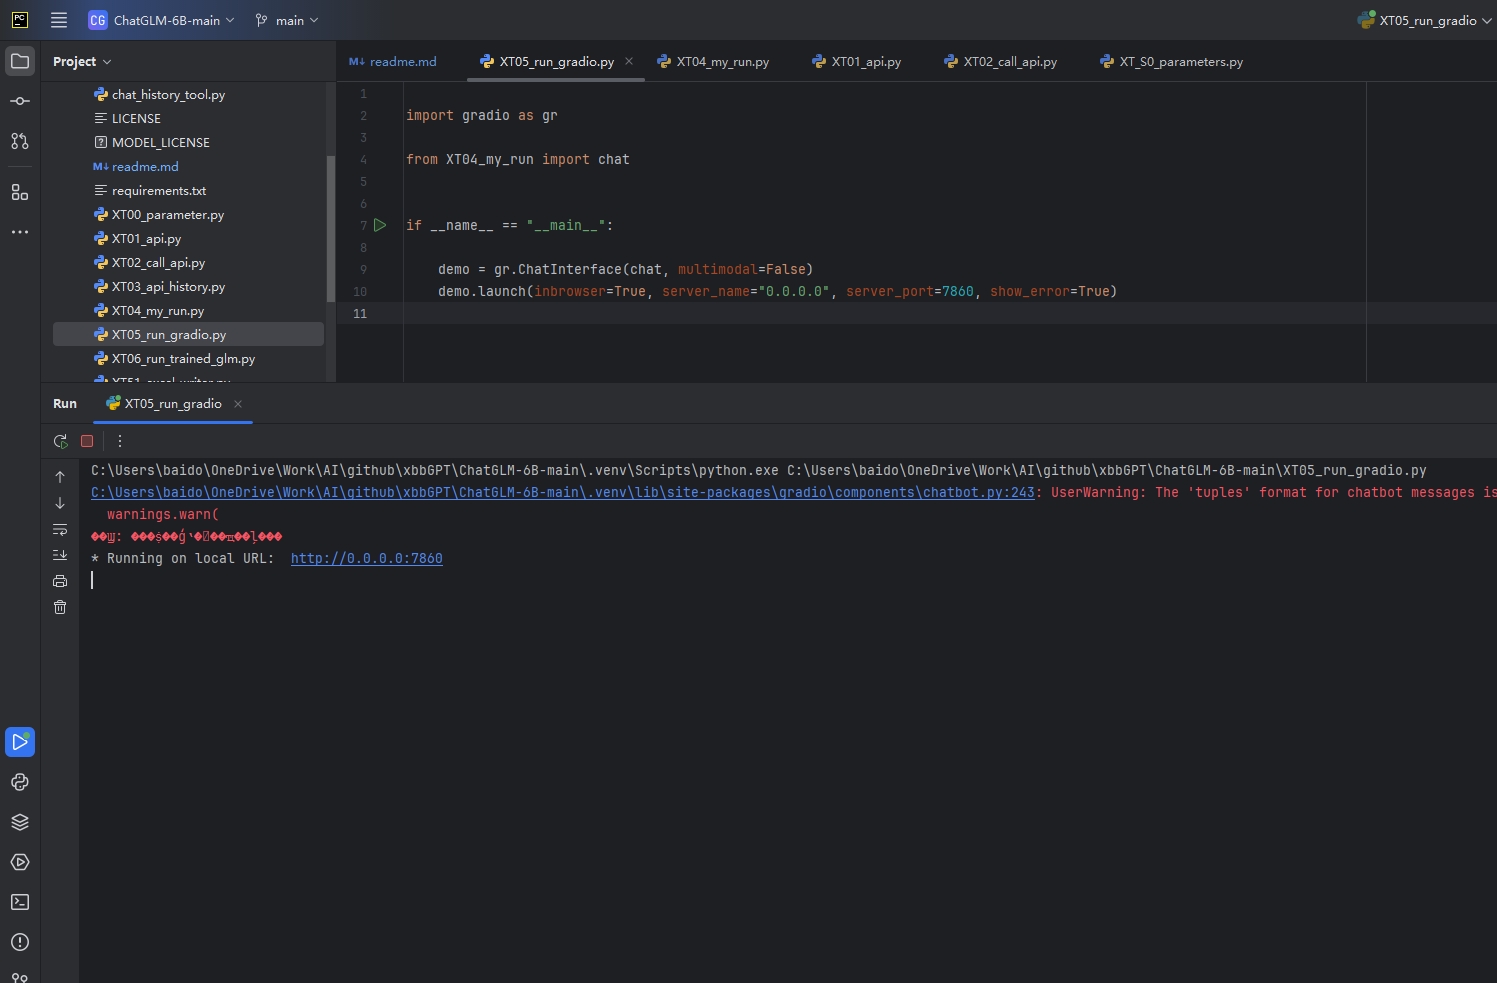 PC
CG ChatGLM-6B-main
main
XT05_run_gradio
Project
M↓ readme.md
XT05_run_gradio.py
XT04_my_run.py
XT01_api.py
XT02_call_api.py
XT_S0_parameters.py
chat_history_tool.py
LICENSE
MODEL_LICENSE
M↓ readme.md
requirements.txt
XT00_parameter.py
XT01_api.py
XT02_call_api.py
XT03_api_history.py
XT04_my_run.py
XT05_run_gradio.py
XT06_run_trained_glm.py
1
2 import gradio as gr
3
4 from XT04_my_run import chat
5
6
7 if __name__ == "__main__":
8
9 demo = gr.ChatInterface(chat, multimodal=False)
10 demo.launch(inbrowser=True, server_name="0.0.0.0", server_port=7860, show_error=True)
11
Run
XT05_run_gradio
C:\Users\baido\OneDrive\Work\AI\github\xbbGPT\ChatGLM-6B-main\.venv\Scripts\python.exe C:\Users\baido\OneDrive\Work\AI\github\xbbGPT\ChatGLM-6B-main\XT05_run_gradio.py
C:\Users\baido\OneDrive\Work\AI\github\xbbGPT\ChatGLM-6B-main\.venv\lib\site-packages\gradio\components\chatbot.py:243: UserWarning: The 'tuples' format for chatbot messages is
warnings.warn(
* Running on local URL: http://0.0.0.0:7860